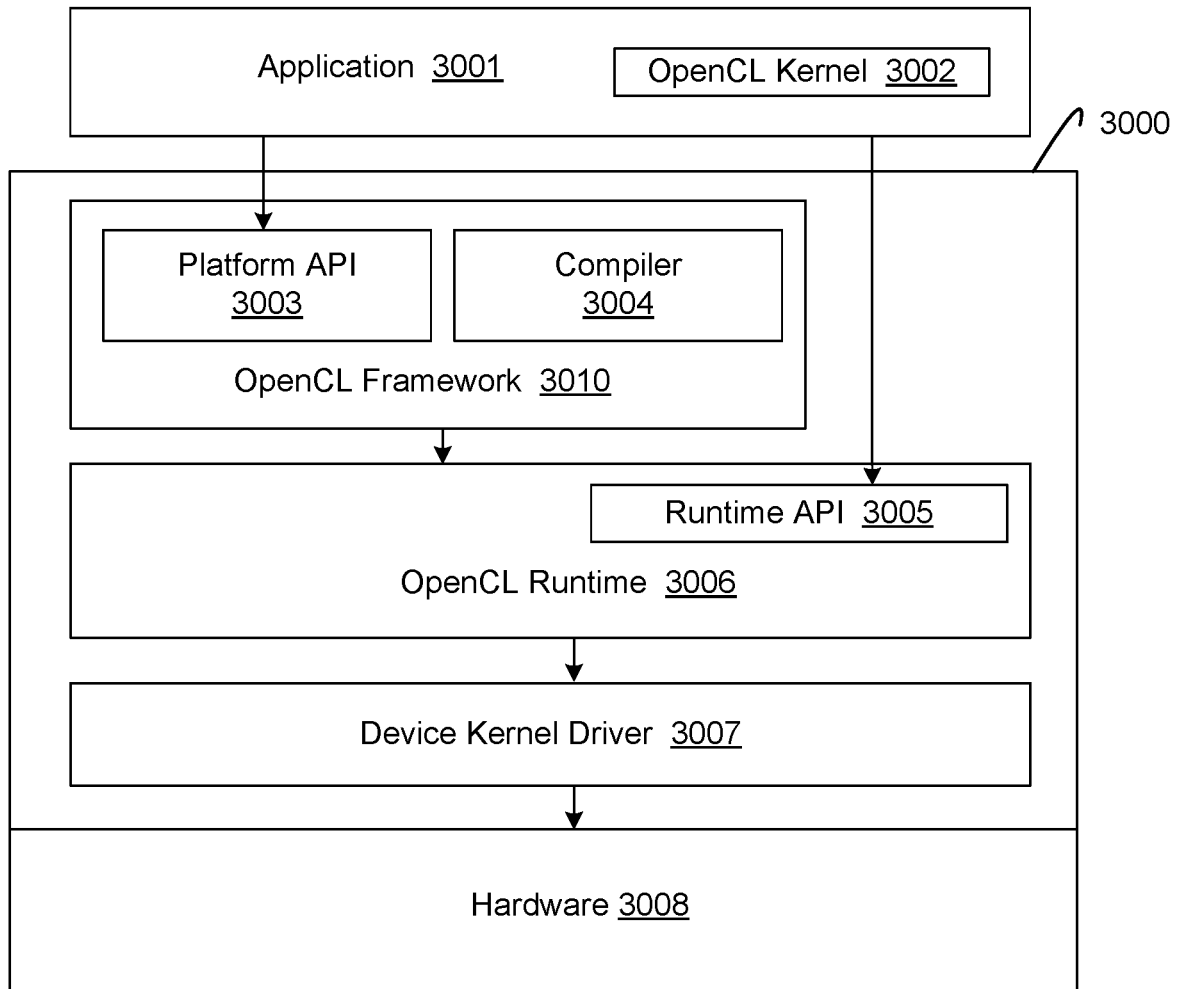 Application 3001
OpenCL Kernel 3002
3000
Platform API
3003
Compiler
3004
OpenCL Framework 3010
Runtime API 3005
OpenCL Runtime 3006
Device Kernel Driver 3007
Hardware 3008